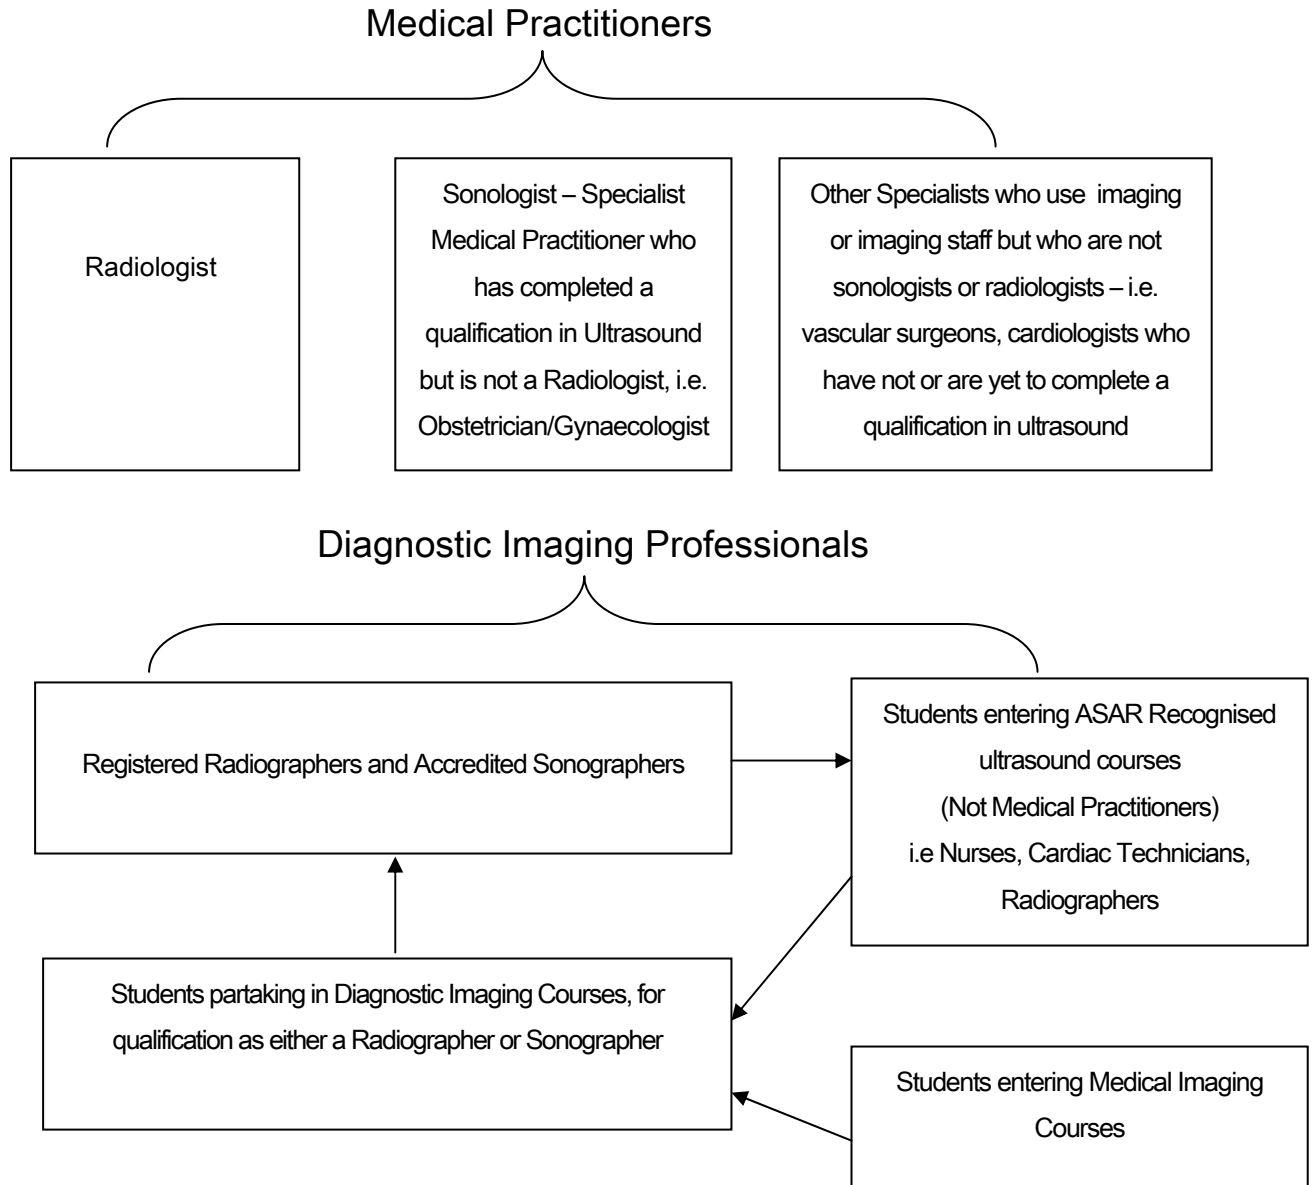 Medical Practitioners
Radiologist
Sonologist – Specialist
Medical Practitioner who
has completed a
qualification in Ultrasound
but is not a Radiologist, i.e.
Obstetrician/Gynaecologist
Other Specialists who use imaging
or imaging staff but who are not
sonologists or radiologists – i.e.
vascular surgeons, cardiologists who
have not or are yet to complete a
qualification in ultrasound
Diagnostic Imaging Professionals
Registered Radiographers and Accredited Sonographers
Students entering ASAR Recognised
ultrasound courses
(Not Medical Practitioners)
i.e Nurses, Cardiac Technicians,
Radiographers
Students partaking in Diagnostic Imaging Courses, for
qualification as either a Radiographer or Sonographer
Students entering Medical Imaging
Courses